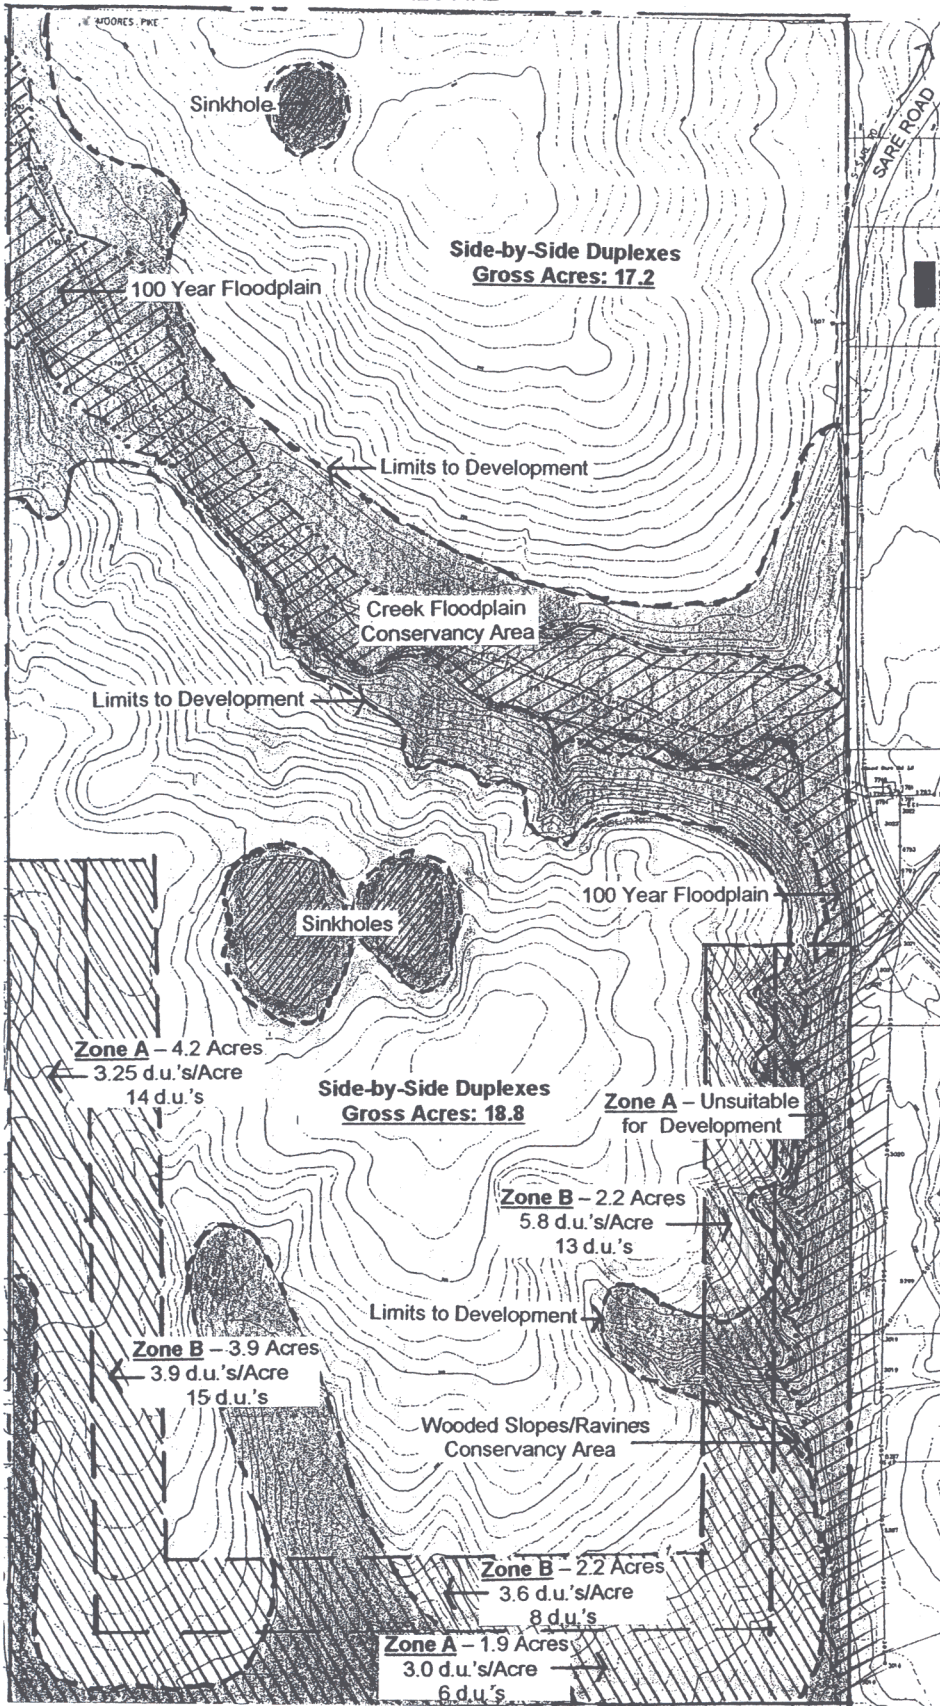 MOORES PIKE
Sinkhole
SARE ROAD
Side-by-Side Duplexes
Gross Acres: 17.2
100 Year Floodplain
Limits to Development
Creek Floodplain
Conservancy Area
Limits to Development
100 Year Floodplain
Sinkholes
Zone A – 4.2 Acres
3.25 d.u.'s/Acre
14 d.u.'s
Side-by-Side Duplexes
Gross Acres: 18.8
Zone A – Unsuitable
for Development
Zone B – 2.2 Acres
5.8 d.u.'s/Acre
13 d.u.'s
Limits to Development
Zone B – 3.9 Acres
3.9 d.u.'s/Acre
15 d.u.'s
Wooded Slopes/Ravines
Conservancy Area
Zone B – 2.2 Acres
3.6 d.u.'s/Acre
8 d.u.'s
Zone A – 1.9 Acres
3.0 d.u.'s/Acre
6 d.u.'s